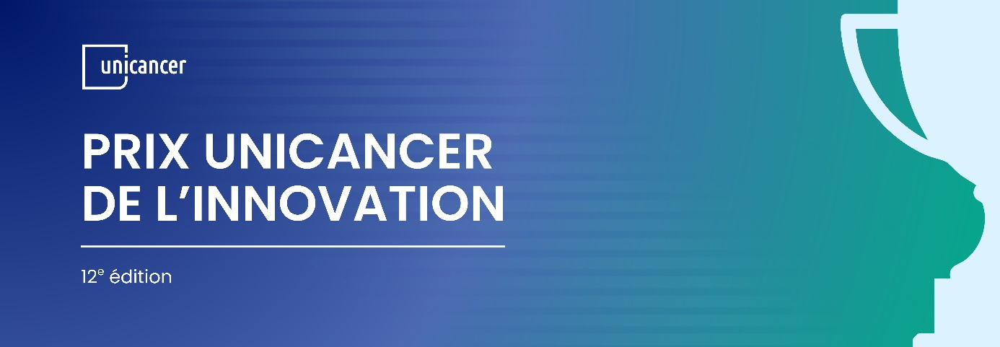 unicancer
PRIX UNICANCER
DE L’INNOVATION
12e édition